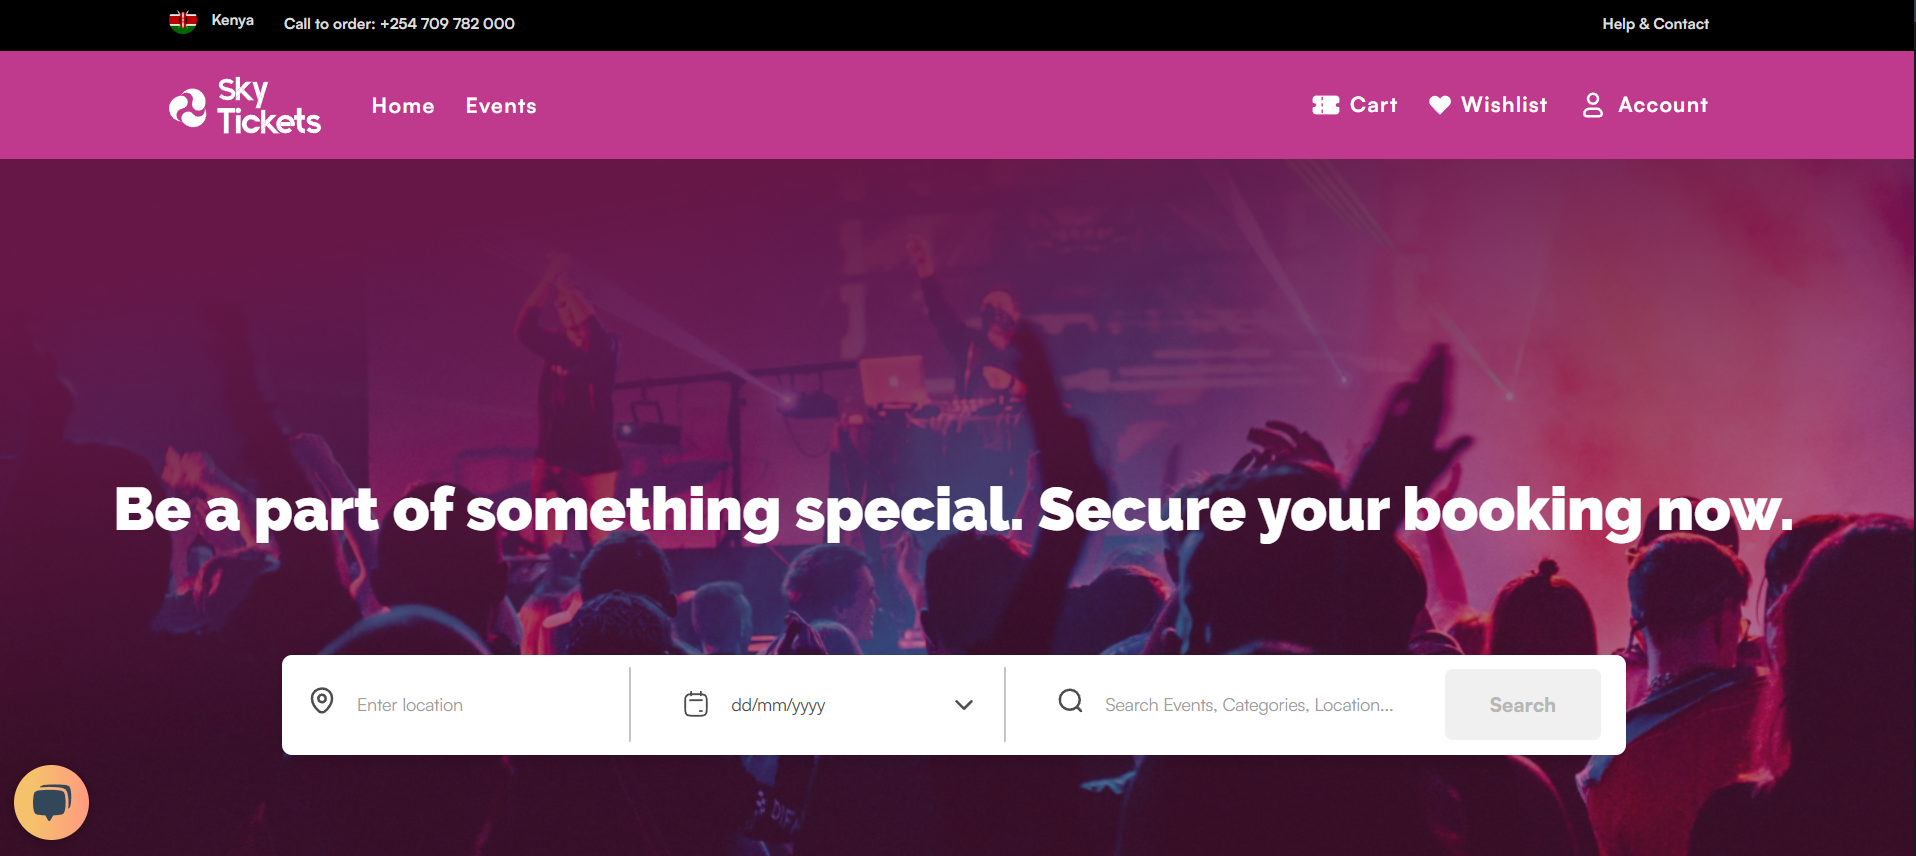 Kenya
Call to order: +254 709 782 000
Help & Contact
Sky
Tickets
Home
Events
Cart
Wishlist
Account
Be a part of something special. Secure your booking now.
Enter location
dd/mm/yyyy
Search Events, Categories, Location...
Search